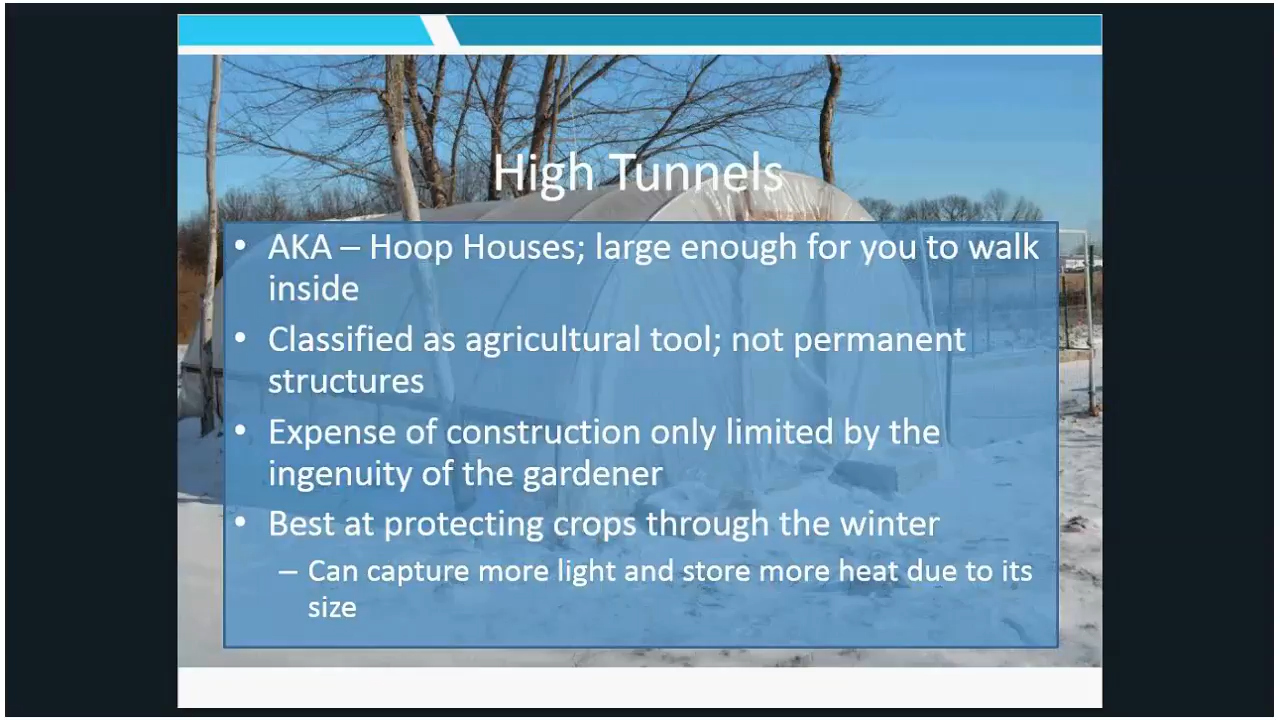 High Tunnels
• AKA – Hoop Houses; large enough for you to walk
inside
• Classified as agricultural tool; not permanent
structures
• Expense of construction only limited by the
ingenuity of the gardener
• Best at protecting crops through the winter
– Can capture more light and store more heat due to its
size